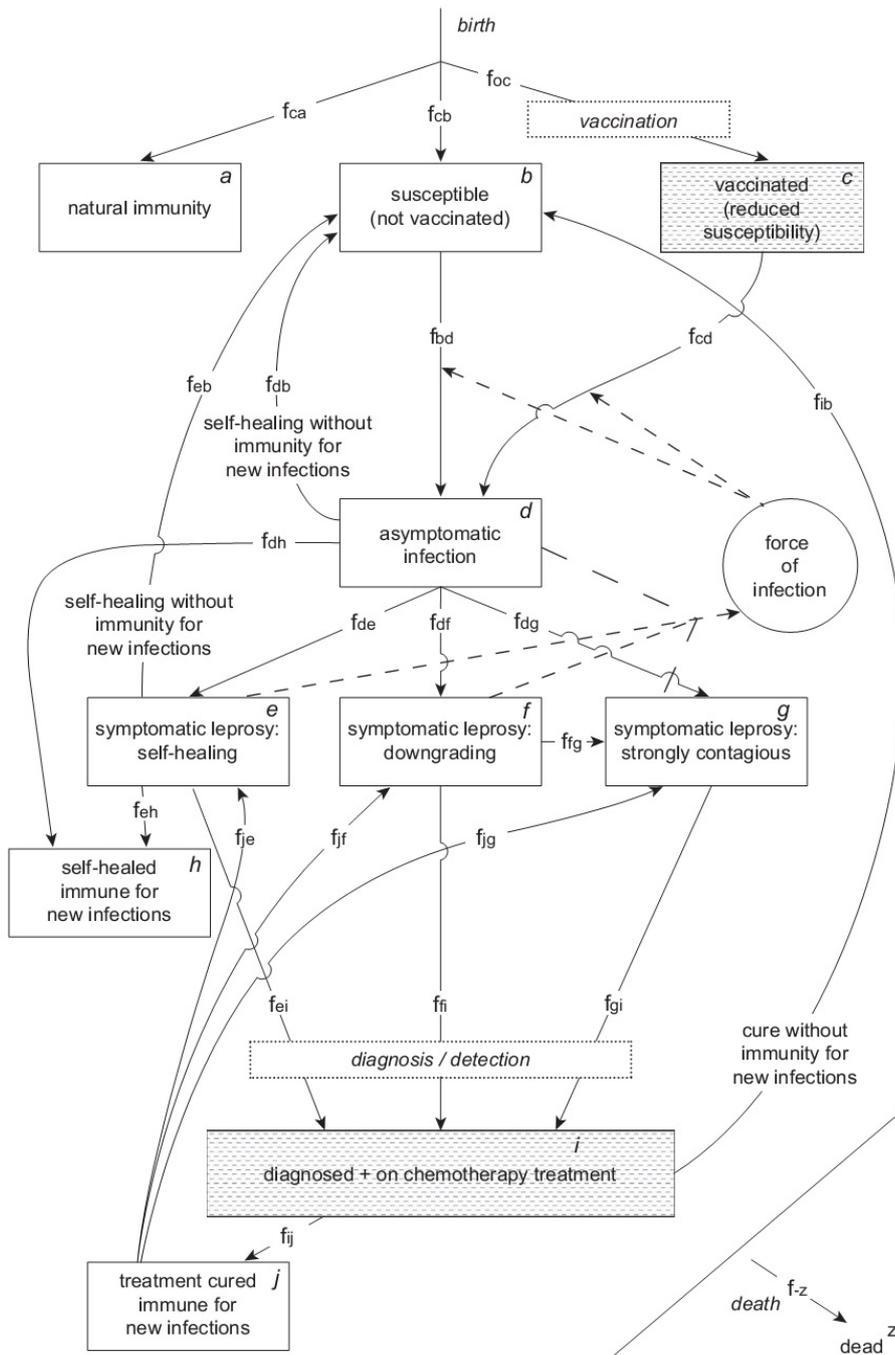 birth
foc
fca
fcb
vaccination
a
natural immunity
b
susceptible
(not vaccinated)
c
vaccinated
(reduced
susceptibility)
fbd
fcd
feb
fdb
fib
self-healing without
immunity for
new infections
d
asymptomatic
infection
force
of
infection
fdh
self-healing without
immunity for
new infections
fde
fdf
fdg
e
symptomatic leprosy:
self-healing
f
symptomatic leprosy:
downgrading
ffg
g
symptomatic leprosy:
strongly contagious
feh
fje
fjf
fjg
h
self-healed
immune for
new infections
fei
ffi
fgi
diagnosis / detection
cure without
immunity for
new infections
i
diagnosed + on chemotherapy treatment
fij
j
treatment cured
immune for
new infections
f-z
death
z
dead